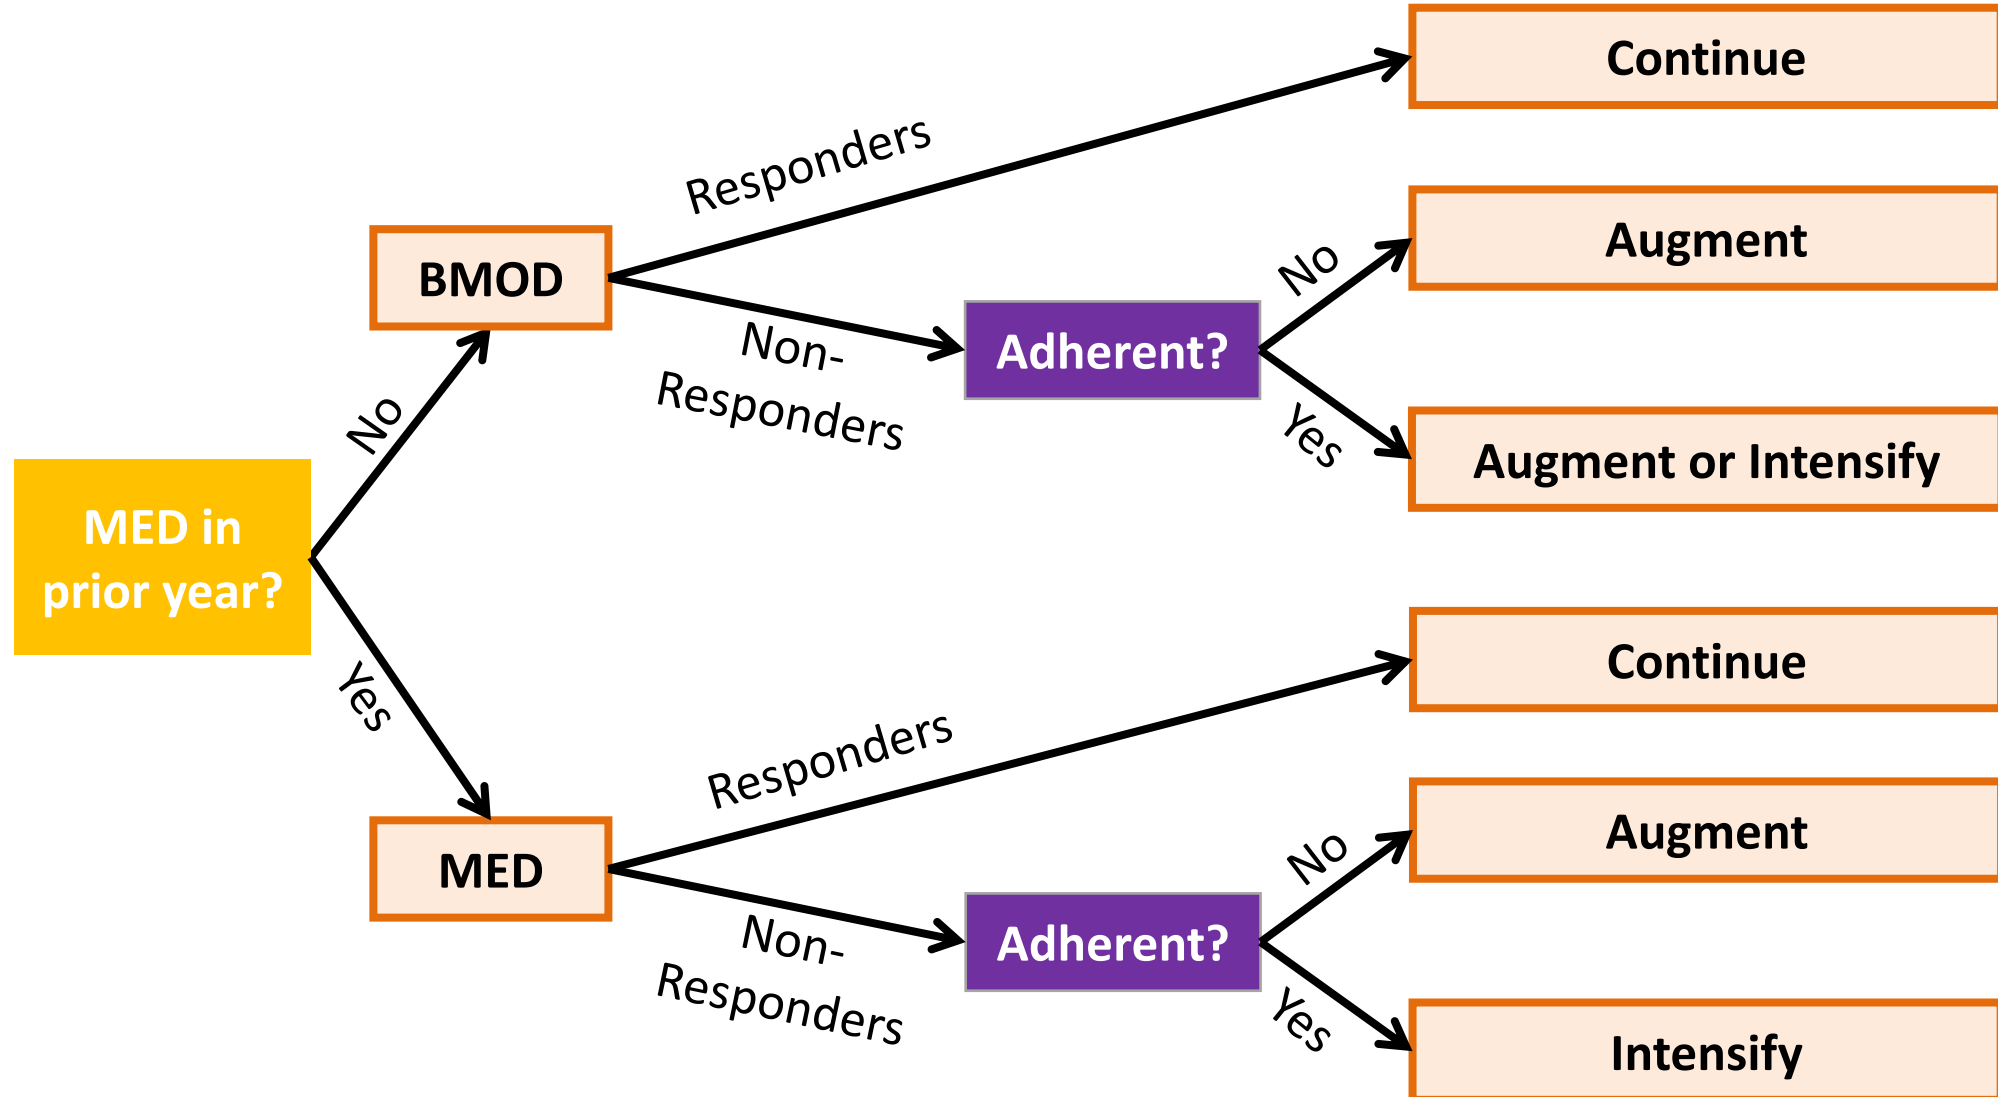 MED in
prior year?
No
Yes
BMOD
Responders
Non-
Responders
Adherent?
No
Yes
Continue
Augment
Augment or Intensify
MED
Responders
Non-
Responders
Adherent?
No
Yes
Continue
Augment
Intensify